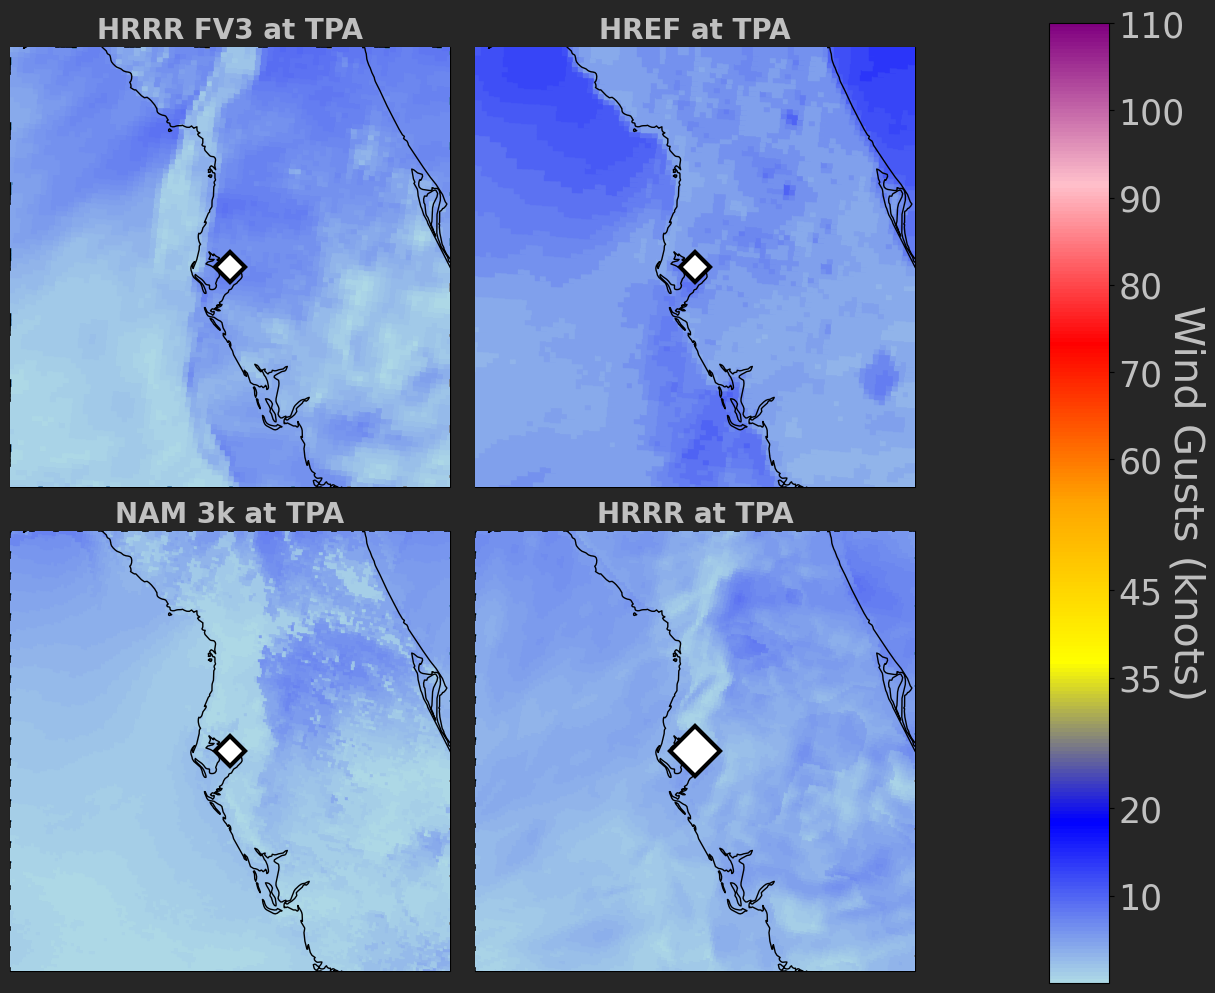 HRRR FV3 at TPA
HREF at TPA
NAM 3k at TPA
HRRR at TPA
110
100
90
80
70
60
45
35
20
10
Wind Gusts (knots)